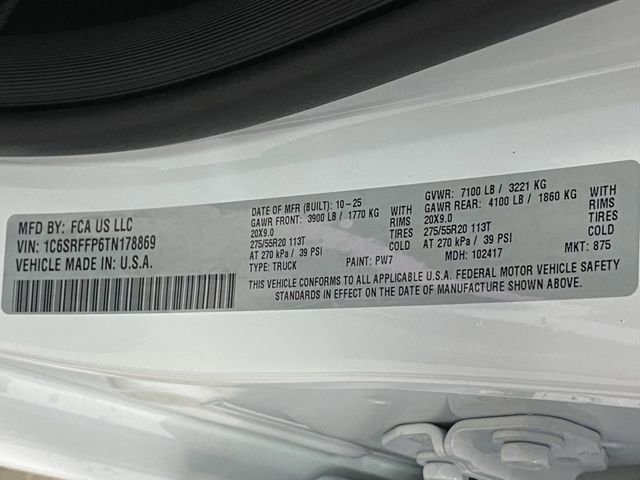 MFD BY: FCA US LLC
VIN: 1C6SRFFP6TN178869
VEHICLE MADE IN: U.S.A.
DATE OF MFR (BUILT): 10-25
GAWR FRONT: 3900 LB / 1770 KG WITH
20X9.0 RIMS
275/55R20 113T TIRES
AT 270 kPa / 39 PSI COLD
TYPE: TRUCK PAINT: PW7
GVWR: 7100 LB / 3221 KG
GAWR REAR: 4100 LB / 1860 KG WITH
20X9.0 RIMS
275/55R20 113T TIRES
AT 270 kPa / 39 PSI COLD
MDH: 102417 MKT: 875
THIS VEHICLE CONFORMS TO ALL APPLICABLE U.S.A. FEDERAL MOTOR VEHICLE SAFETY
STANDARDS IN EFFECT ON THE DATE OF MANUFACTURE SHOWN ABOVE.